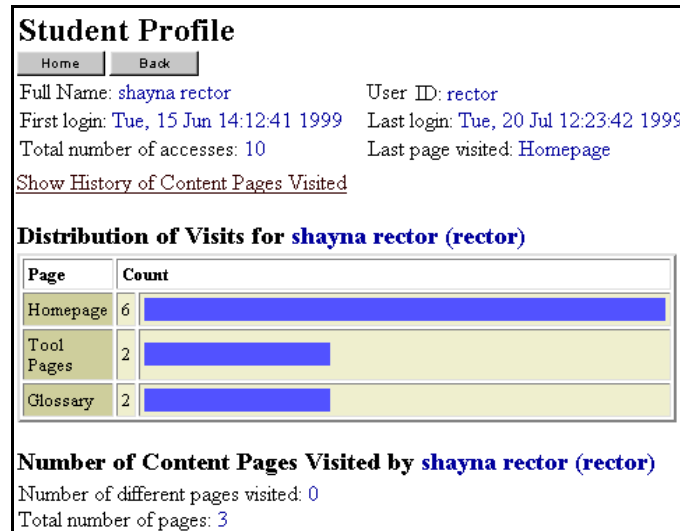 Student Profile
Home Back
Full Name: shayna rector User ID: rector
First login: Tue, 15 Jun 14:12:41 1999 Last login: Tue, 20 Jul 12:23:42 1999
Total number of accesses: 10 Last page visited: Homepage
Show History of Content Pages Visited
Distribution of Visits for shayna rector (rector)
Page Count
Homepage 6
Tool
Pages 2
Glossary 2
Number of Content Pages Visited by shayna rector (rector)
Number of different pages visited: 0
Total number of pages: 3